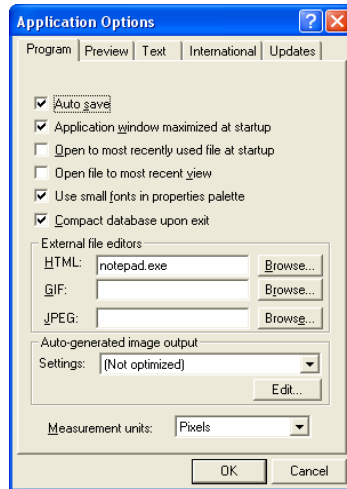 Application Options
Program Preview Text International Updates
Auto save
Application window maximized at startup
Open to most recently used file at startup
Open file to most recent view
Use small fonts in properties palette
Compact database upon exit
External file editors
HTML: notepad.exe Browse...
GIF: Browse...
JPEG: Browse...
Auto-generated image output
Settings: (Not optimized)
Edit...
Measurement units: Pixels
OK Cancel